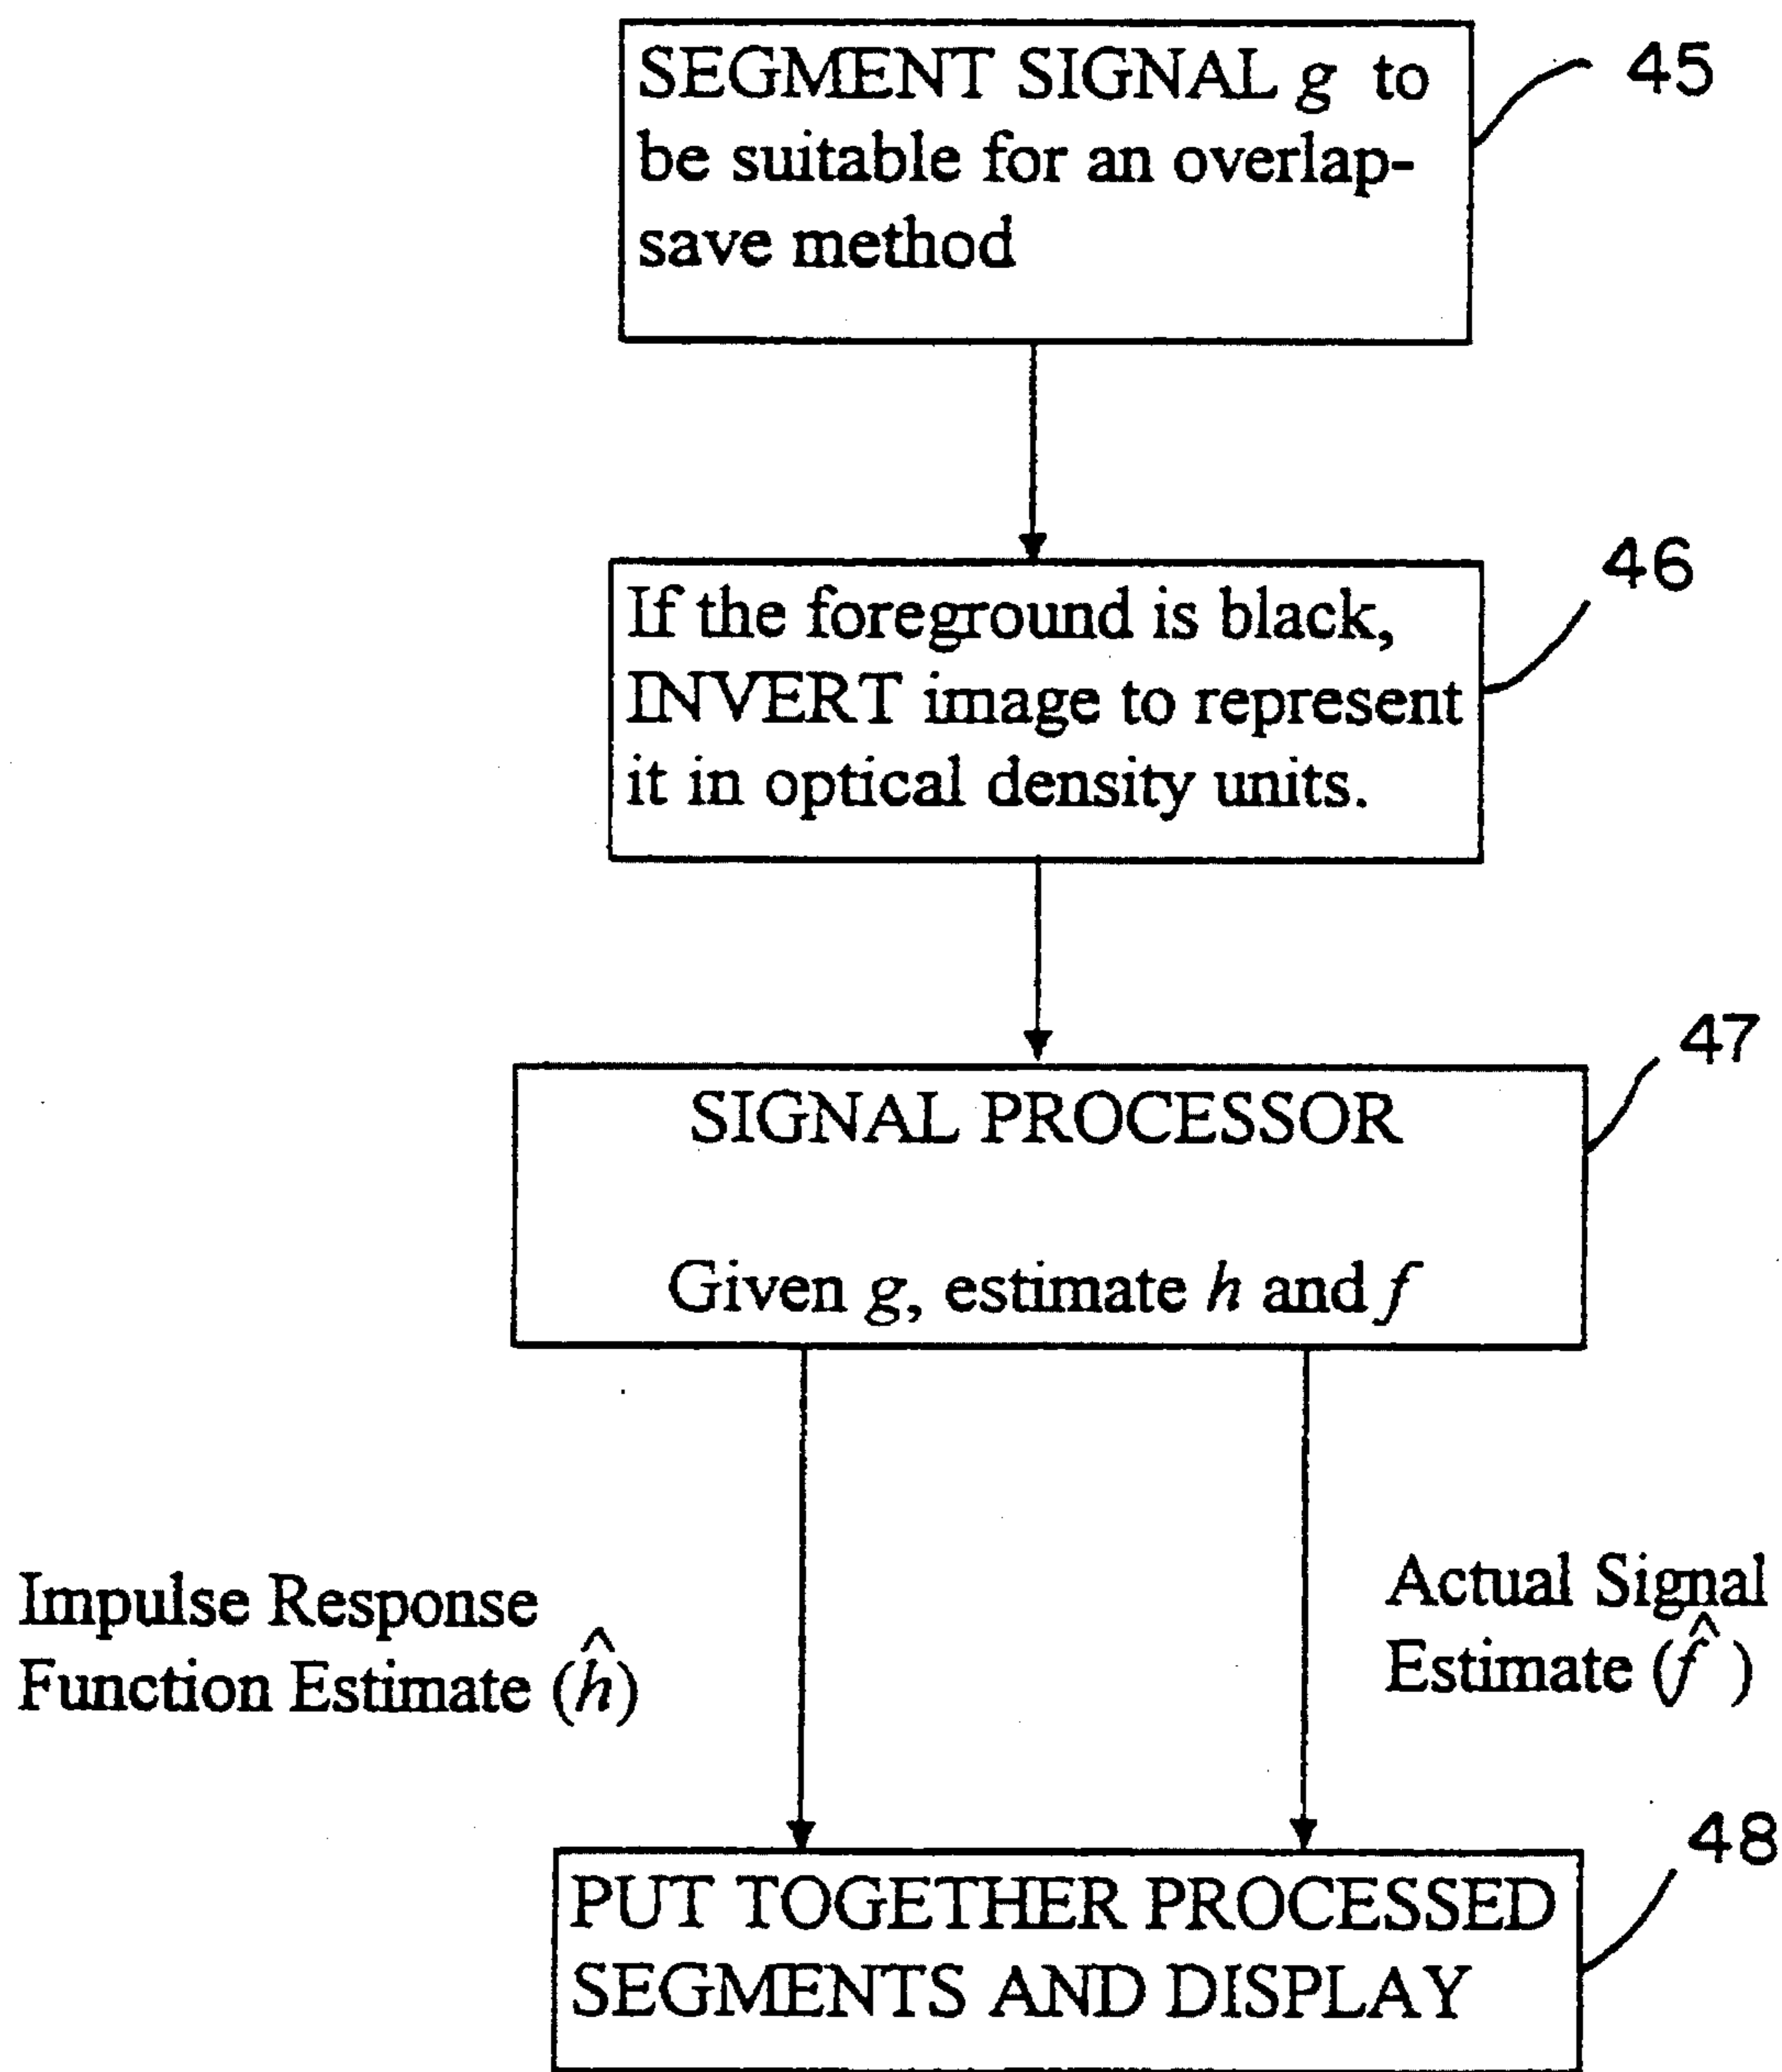 SEGMENT SIGNAL g to
be suitable for an overlap-
save method
45
If the foreground is black,
INVERT image to represent
it in optical density units.
46
SIGNAL PROCESSOR
47
Given g, estimate h and f
Impulse Response
Function Estimate (ĥ)
Actual Signal
Estimate (f̂)
PUT TOGETHER PROCESSED
SEGMENTS AND DISPLAY
48